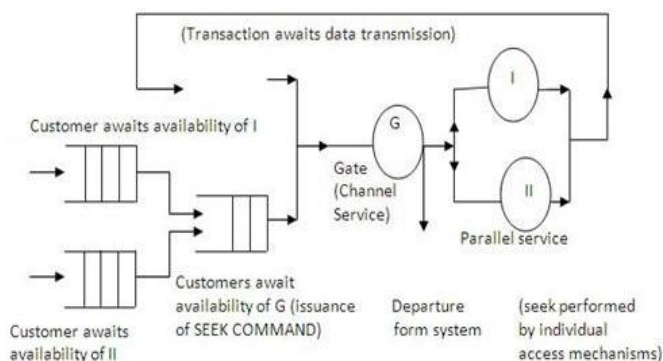 (Transaction awaits data transmission)
Customer awaits availability of I
I
G
Gate
(Channel
Service)
II
Parallel service
Customers await
availability of G (issuance
of SEEK COMMAND)
Departure
form system
(seek performed
by individual
access mechanisms)
Customer awaits
availability of II